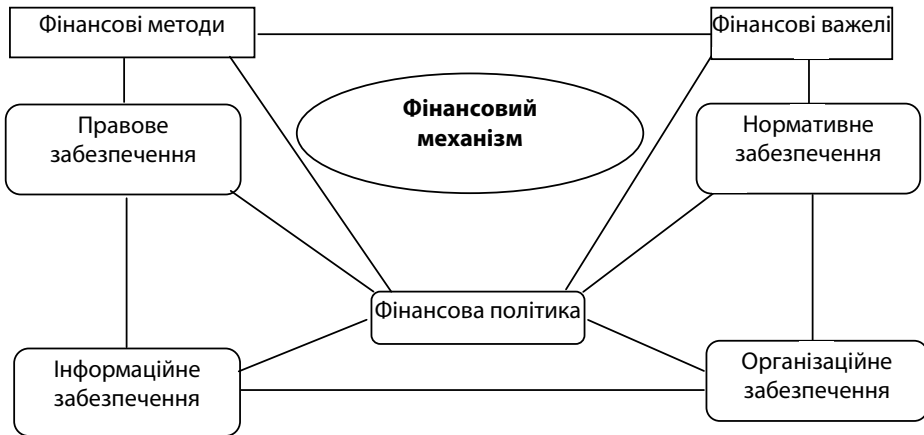 Фінансові методи
Фінансові важелі
Фінансовий
механізм
Правове
забезпечення
Нормативне
забезпечення
Фінансова політика
Інформаційне
забезпечення
Організаційне
забезпечення